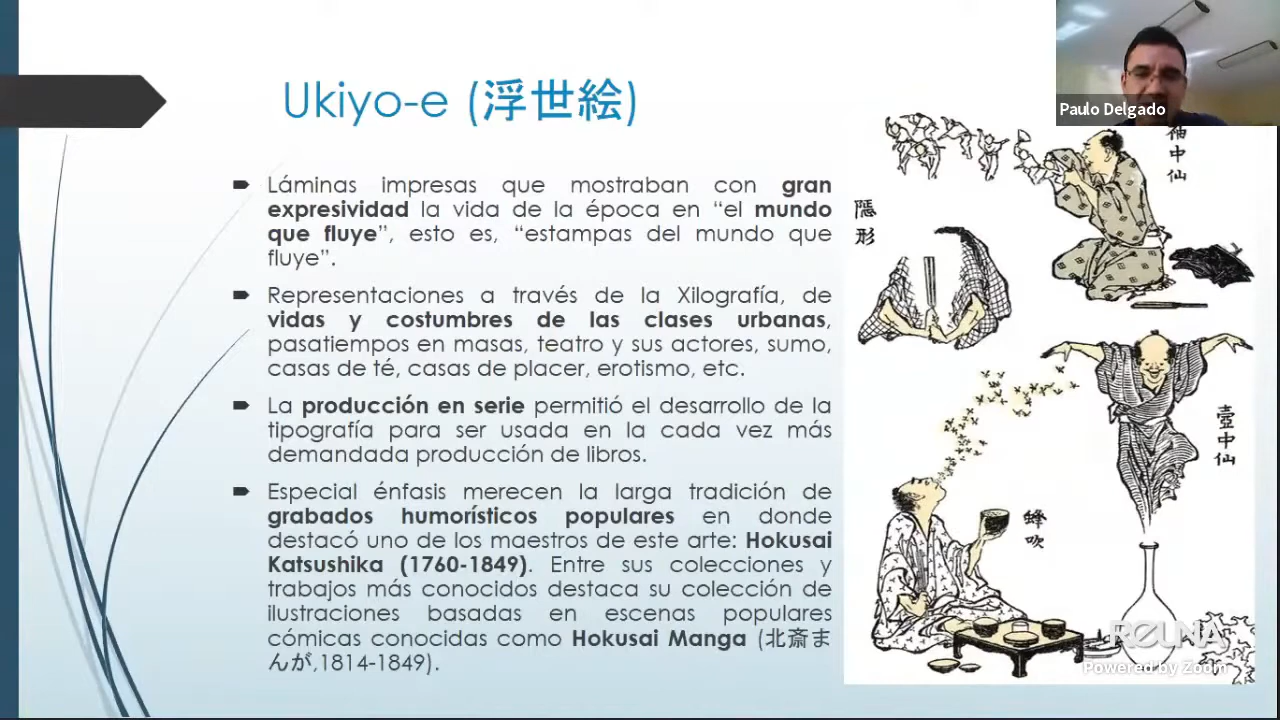 Ukiyo-e (浮世絵)
Láminas impresas que mostraban con gran
expresividad la vida de la época en “el mundo
que fluye”, esto es, “estampas del mundo que
fluye”.
Representaciones a través de la Xilografía, de
vidas y costumbres de las clases urbanas,
pasatiempos en masas, teatro y sus actores, sumo,
casas de té, casas de placer, erotismo, etc.
La producción en serie permitió el desarrollo de la
tipografía para ser usada en la cada vez más
demandada producción de libros.
Especial énfasis merecen la larga tradición de
grabados humorísticos populares en donde
destacó uno de los maestros de este arte: Hokusai
Katsushika (1760-1849). Entre sus colecciones y
trabajos más conocidos destaca su colección de
ilustraciones basadas en escenas populares
cómicas conocidas como Hokusai Manga (北斎ま
んが,1814-1849).
Paulo Delgado
袖中仙
隱形
壺中仙
蜂吹
REUNA
Powered by Zoom